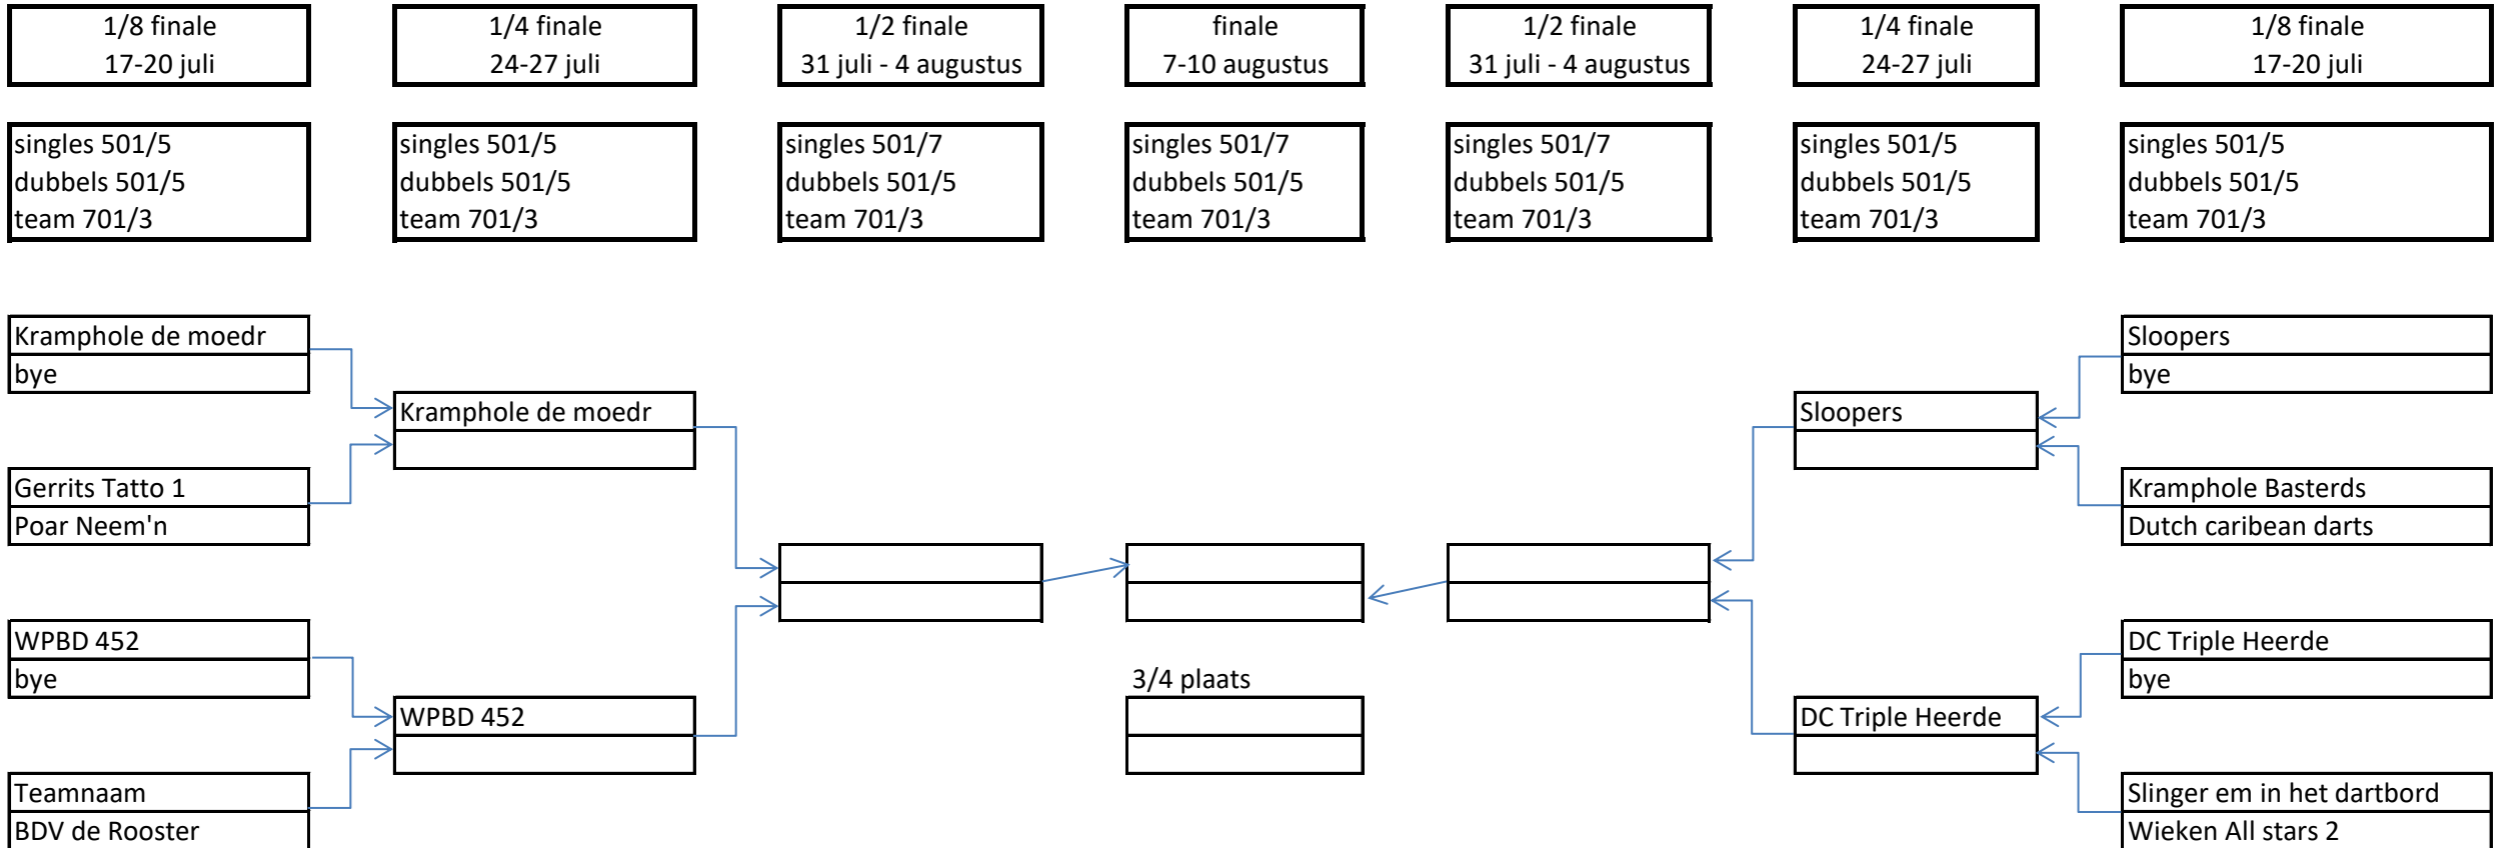 1/8 finale
17-20 juli
1/4 finale
24-27 juli
1/2 finale
31 juli - 4 augustus
finale
7-10 augustus
1/2 finale
31 juli - 4 augustus
1/4 finale
24-27 juli
1/8 finale
17-20 juli
singles 501/5
dubbels 501/5
team 701/3
singles 501/5
dubbels 501/5
team 701/3
singles 501/7
dubbels 501/5
team 701/3
singles 501/7
dubbels 501/5
team 701/3
singles 501/7
dubbels 501/5
team 701/3
singles 501/5
dubbels 501/5
team 701/3
singles 501/5
dubbels 501/5
team 701/3
Kramphole de moedr
bye
Gerrits Tatto 1
Poar Neem'n
WPBD 452
bye
Teamnaam
BDV de Rooster
Kramphole de moedr
WPBD 452
3/4 plaats
Sloopers
DC Triple Heerde
Sloopers
bye
Kramphole Basterds
Dutch caribean darts
DC Triple Heerde
bye
Slinger em in het dartbord
Wieken All stars 2